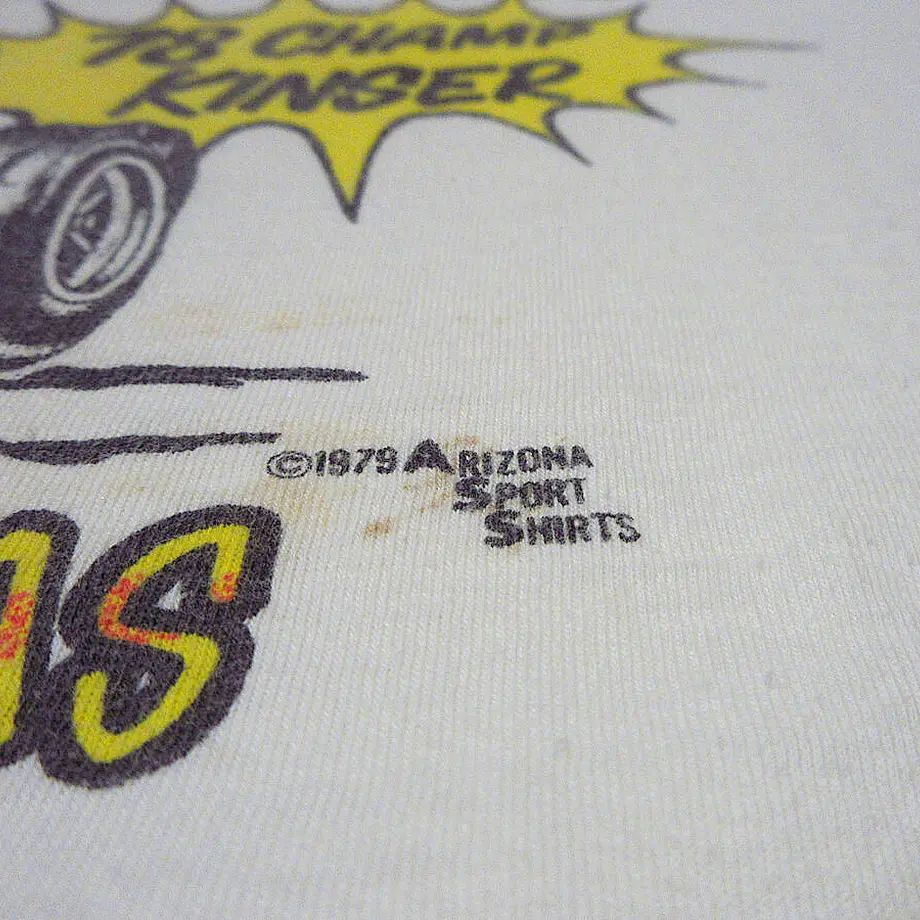 '78 CHAMP
KINSER
©1979 ARIZONA
SPORT
SHIRTS
S